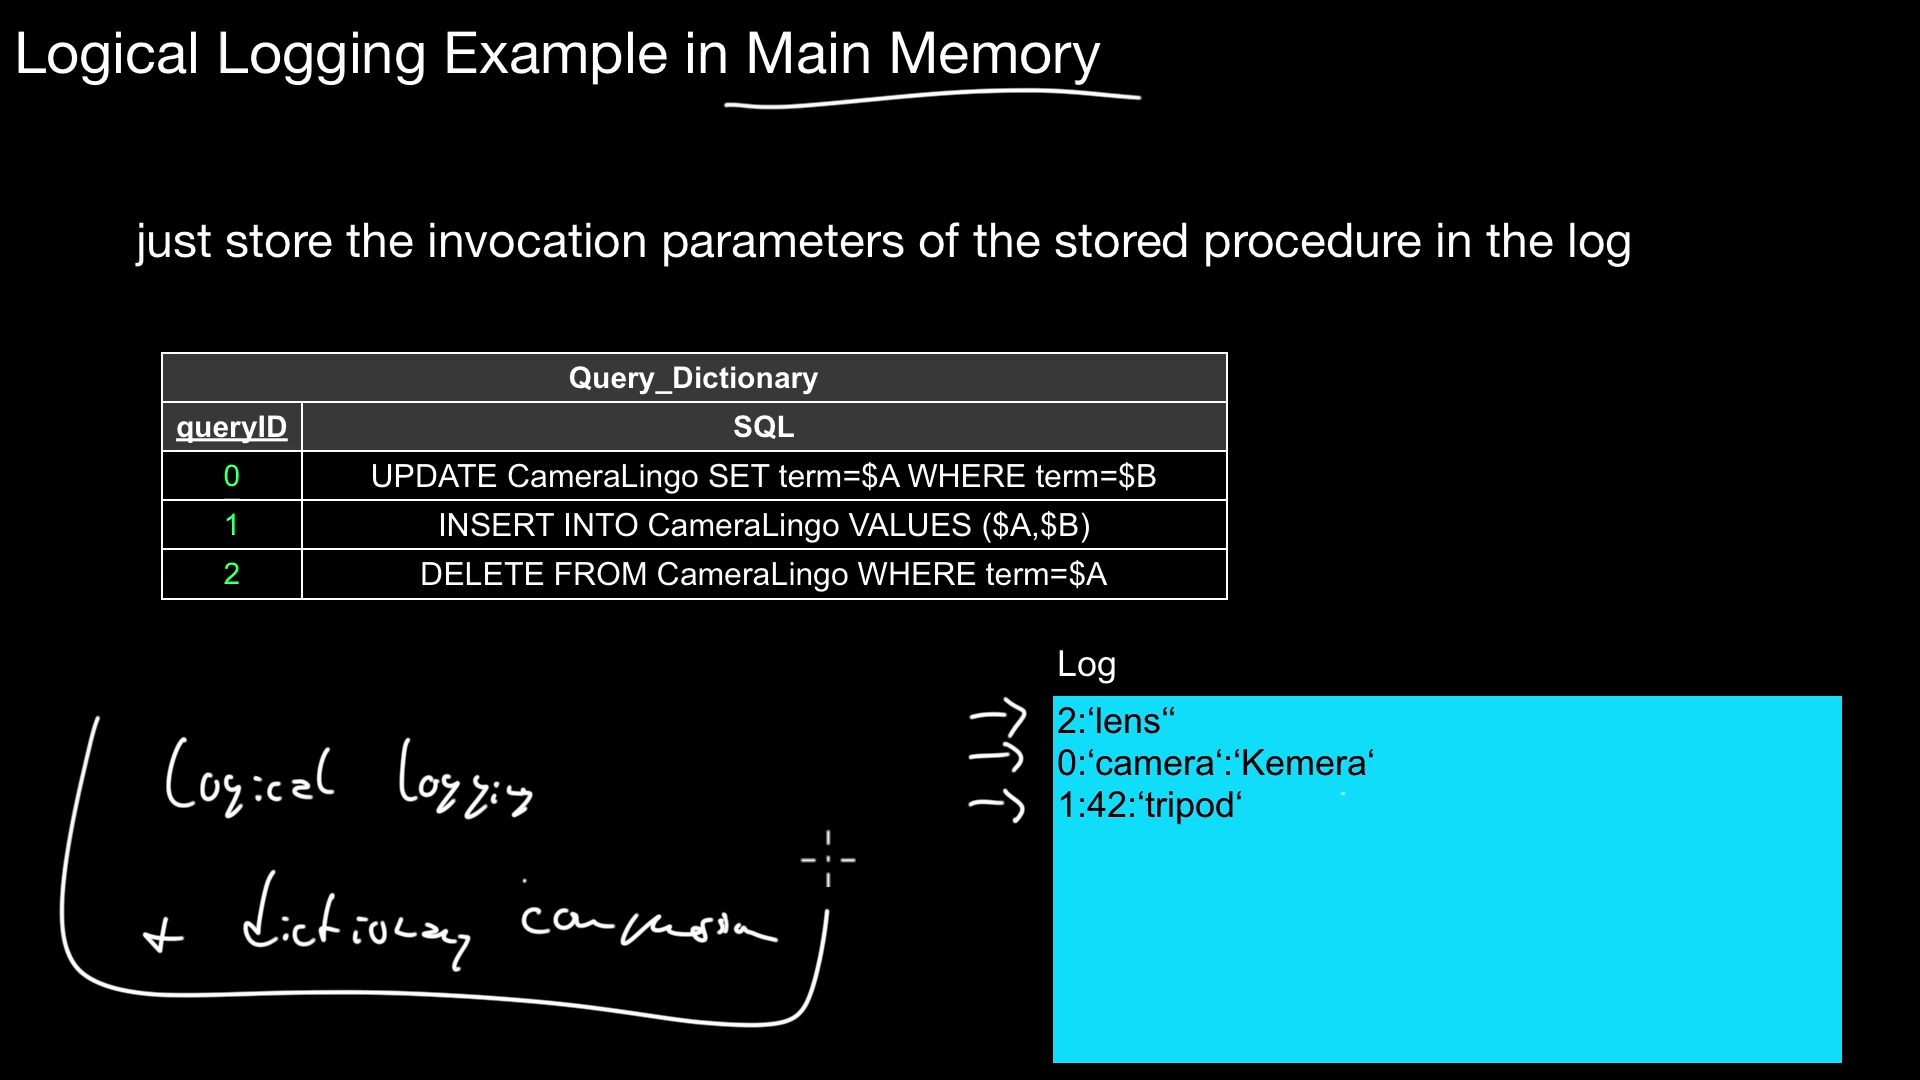 Logical Logging Example in Main Memory
just store the invocation parameters of the stored procedure in the log
Query_Dictionary
queryID SQL
0 UPDATE CameraLingo SET term=$A WHERE term=$B
1 INSERT INTO CameraLingo VALUES ($A,$B)
2 DELETE FROM CameraLingo WHERE term=$A
Log
2:‘lens“
0:‘camera‘:‘Kemera‘
1:42:‘tripod‘
Logical Logging
+ dictionary compression